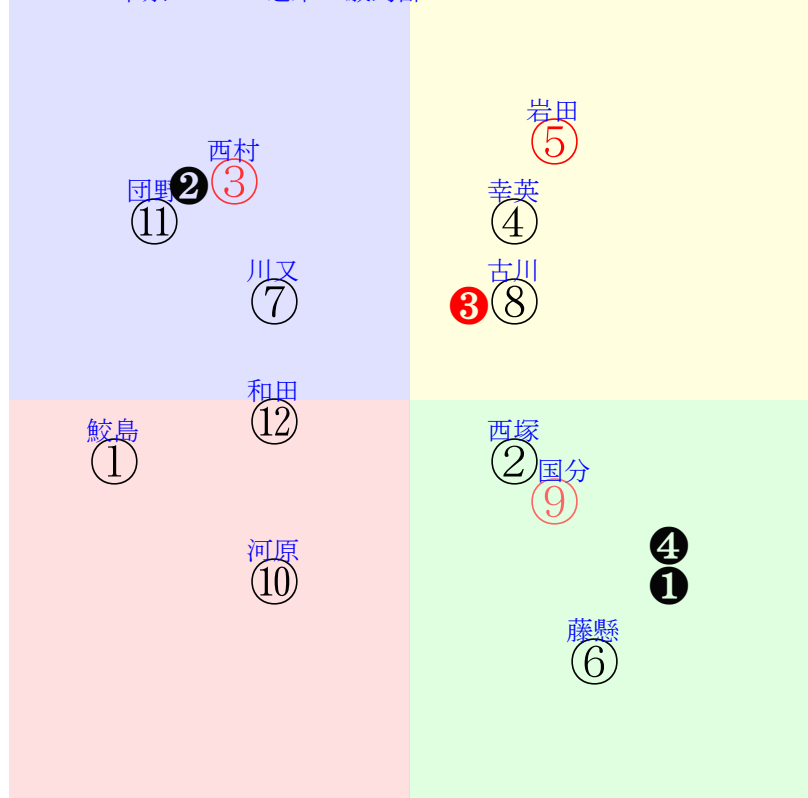 岩田
⑤
西村
③
❷
団野
⑪
幸英
④
川又
⑦
古川
❸
⑧
和田
⑫
鮫島
①
西塚
②
国分
⑨
河原
⑩
❹
❶
藤懸
⑥